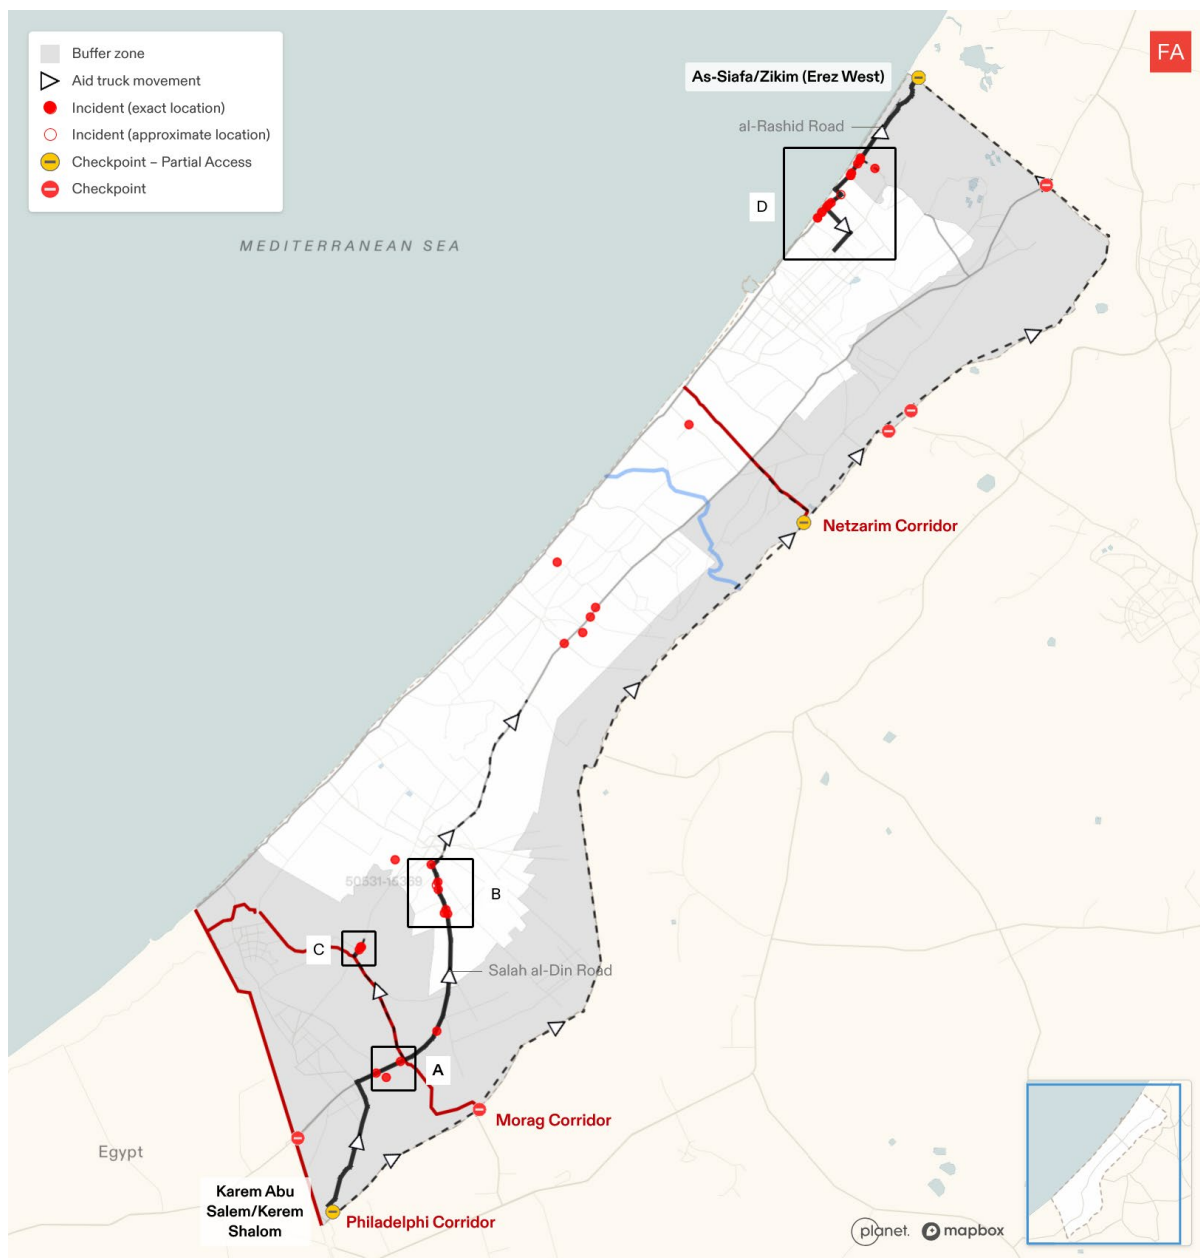 Buffer zone
Aid truck movement
Incident (exact location)
Incident (approximate location)
Checkpoint – Partial Access
Checkpoint
FA
As-Siafa/Zikim (Erez West)
al-Rashid Road
D
MEDITERRANEAN SEA
Netzarim Corridor
B
C
Salah al-Din Road
A
Morag Corridor
Egypt
Karem Abu
Salem/Kerem
Shalom
Philadelphi Corridor
planet.
mapbox